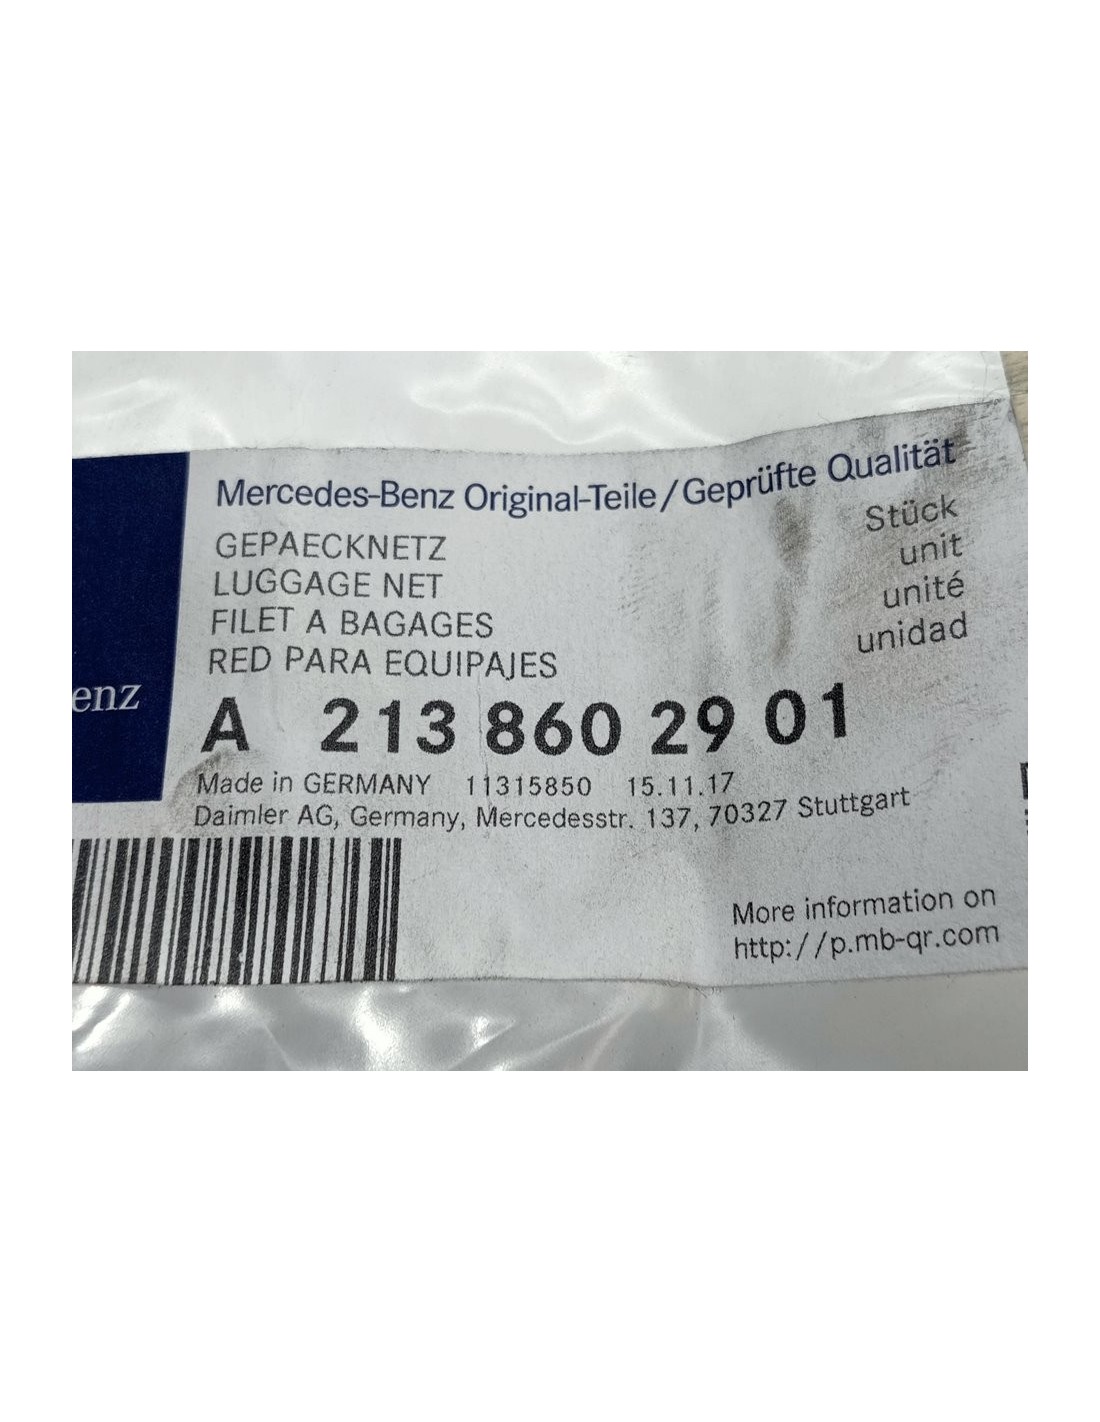 Mercedes-Benz Original-Teile/Geprüfte Qualität
GEPAECKNETZ
LUGGAGE NET
FILET A BAGAGES
RED PARA EQUIPAJES
Stück
unit
unité
unidad
enz
A 213 860 29 01
Made in GERMANY 11315850 15.11.17
Daimler AG, Germany, Mercedesstr. 137, 70327 Stuttgart
More information on
http://p.mb-qr.com